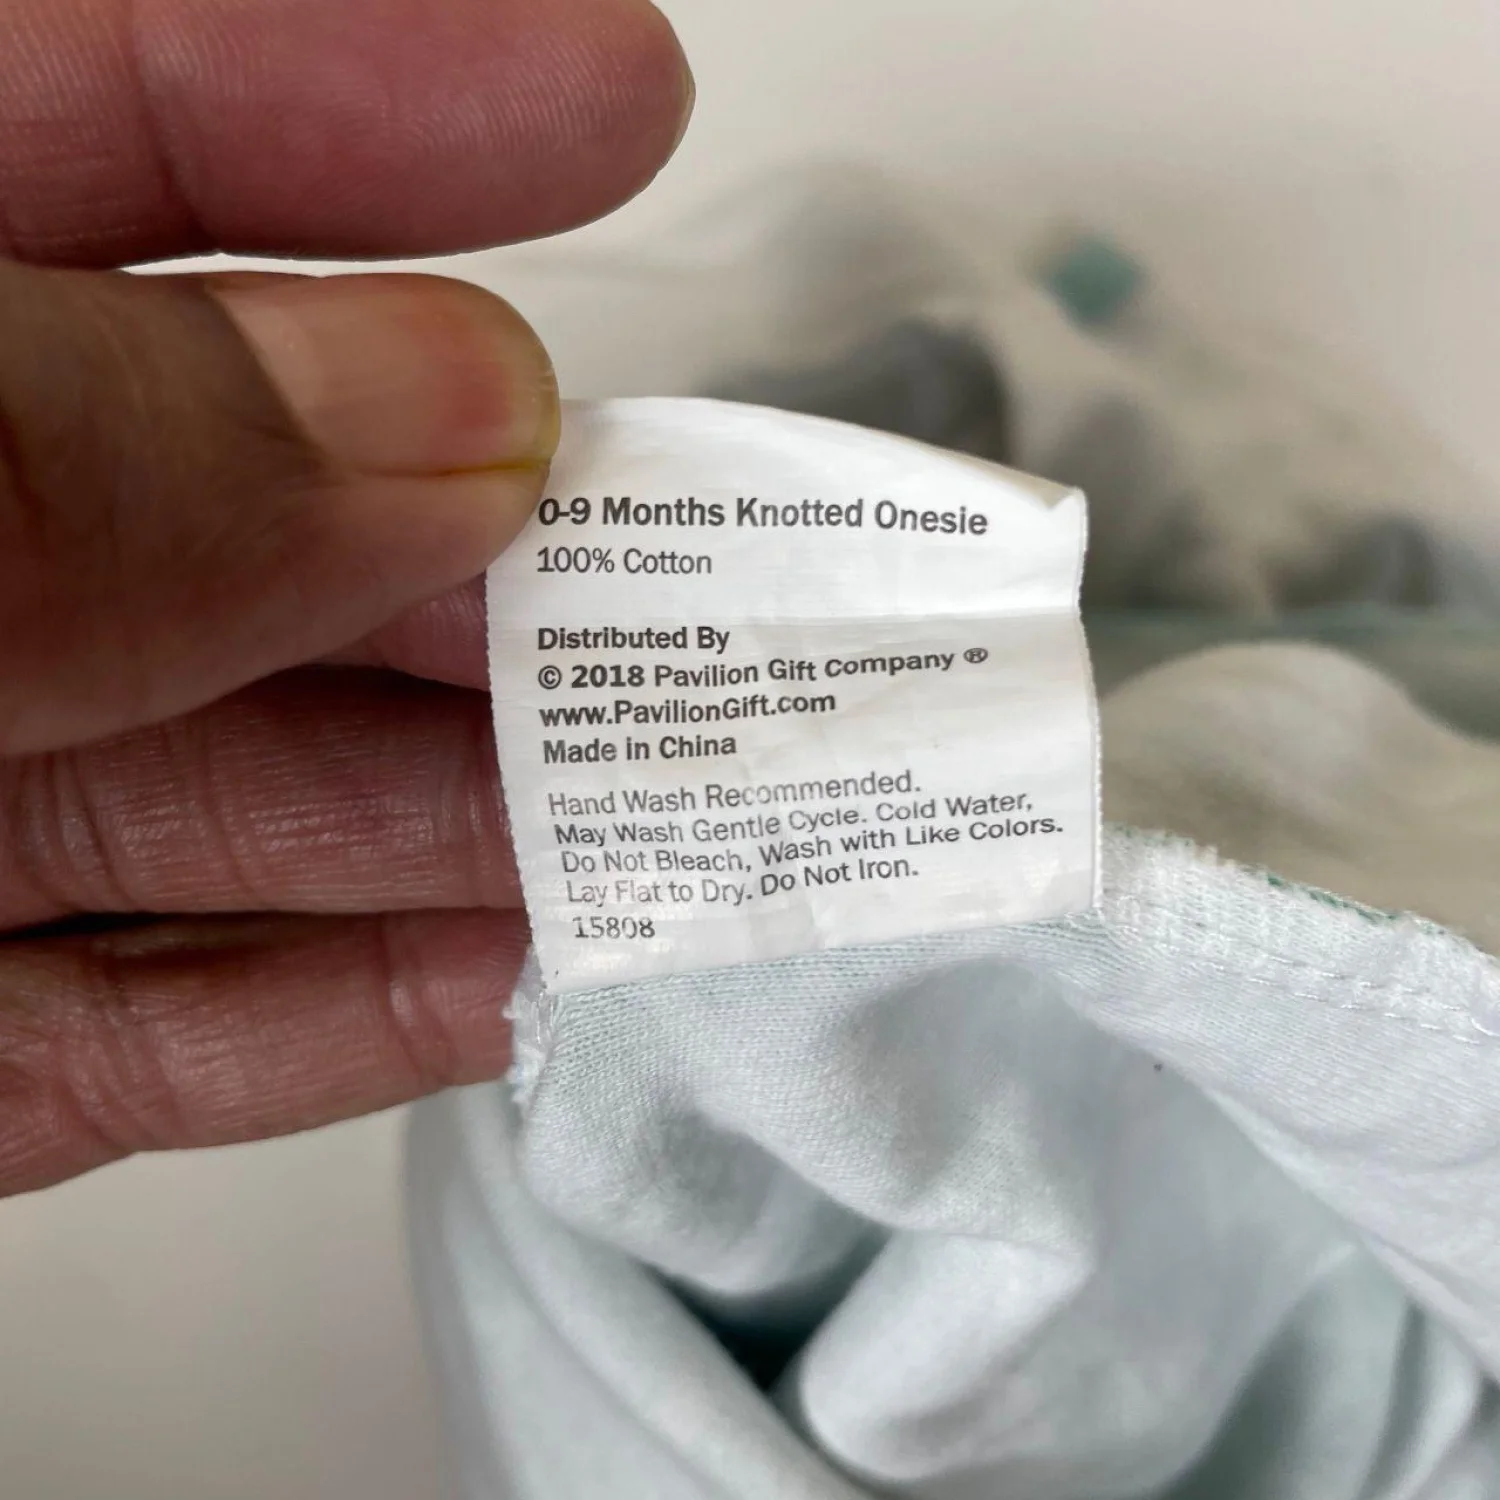 0-9 Months Knotted Onesie
100% Cotton
Distributed By
© 2018 Pavilion Gift Company ®
www.PavilionGift.com
Made in China
Hand Wash Recommended.
May Wash Gentle Cycle. Cold Water,
Do Not Bleach, Wash with Like Colors.
Lay Flat to Dry. Do Not Iron.
15808